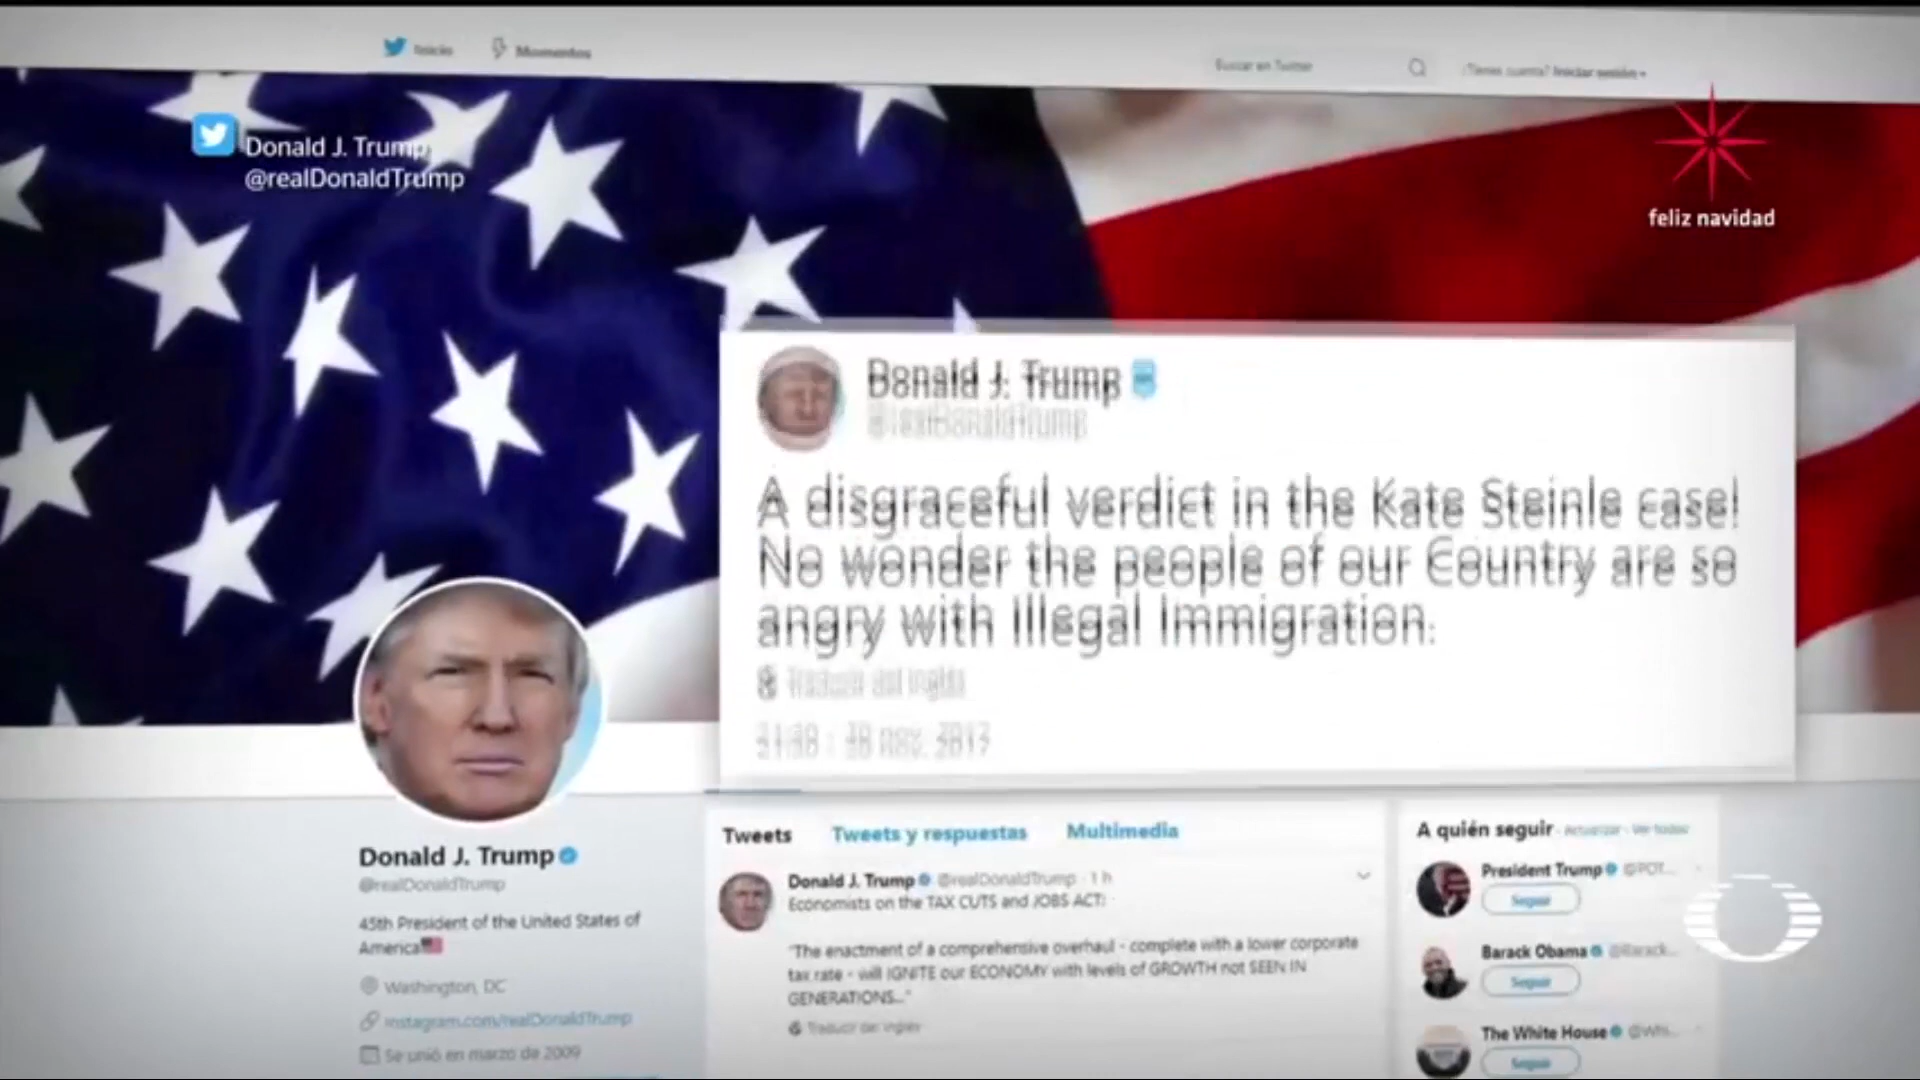 Inicio
Momentos
Buscar en Twitter
¿Tienes cuenta? Iniciar sesión
Donald J. Trump
@realDonaldTrump
feliz navidad
Donald J. Trump
@realDonaldTrump
A disgraceful verdict in the Kate Steinle case!
No wonder the people of our Country are so
angry with Illegal Immigration.
Traducir del inglés
30 nov. 2017
Donald J. Trump
@realDonaldTrump
45th President of the United States of
America
Washington, DC
instagram.com/realDonaldTrump
Se unió en marzo de 2009
Tweets
Tweets y respuestas
Multimedia
Donald J. Trump @realDonaldTrump · 1 h
Economists on the TAX CUTS and JOBS ACT:
"The enactment of a comprehensive overhaul - complete with a lower corporate
tax rate - will IGNITE our ECONOMY with levels of GROWTH not SEEN IN
GENERATIONS..."
Traducir del inglés
A quién seguir · Actualizar · Ver todos
President Trump @POT...
Seguir
Barack Obama @Barack...
Seguir
The White House @Whi...
Seguir